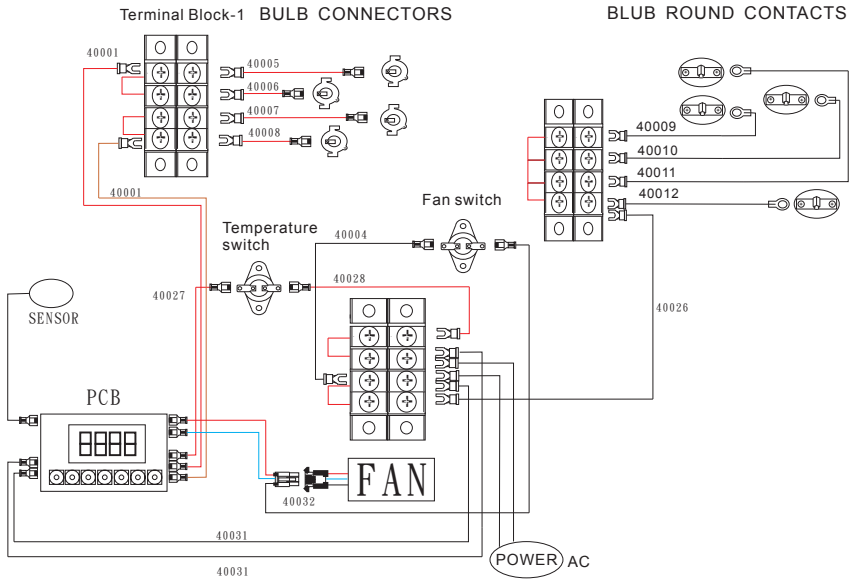 Terminal Block-1 BULB CONNECTORS
BLUB ROUND CONTACTS
40001
40005
40006
40007
40008
40009
40010
40011
40012
40001
Fan switch
Temperature
switch
40004
40027
40028
40026
SENSOR
PCB
8888
FAN
40032
40031
40031
POWER AC